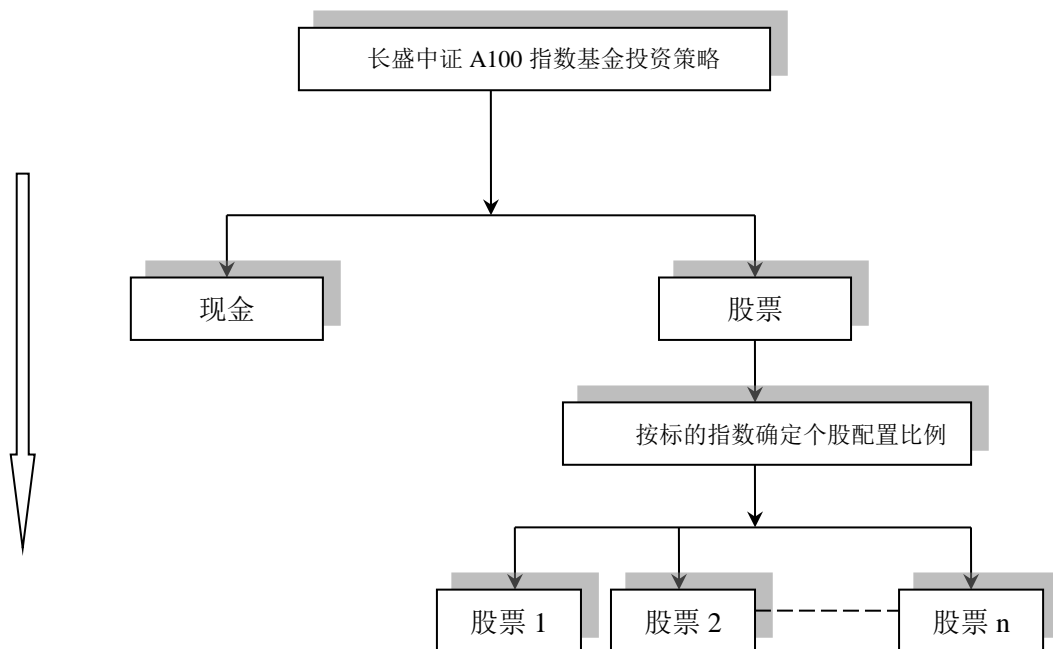 长盛中证 A100 指数基金投资策略
现金
股票
按标的指数确定个股配置比例
股票 1
股票 2
股票 n